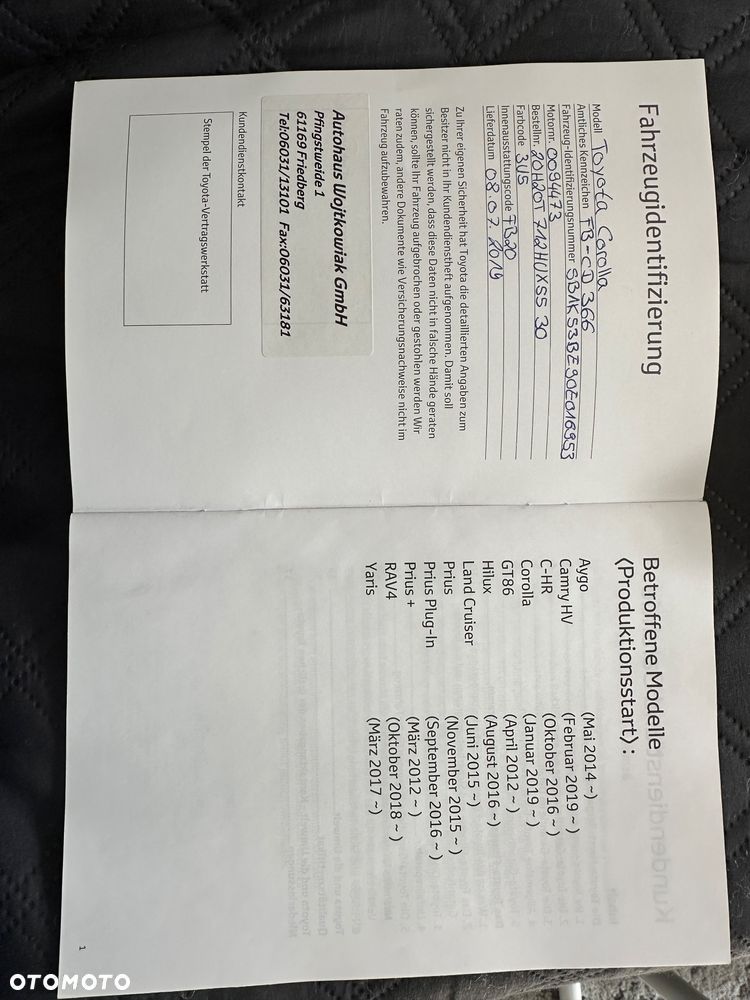 Fahrzeugidentifizierung
Modell Toyota Corolla
Amtliches Kennzeichen FB-CD 366
Fahrzeug-Identifizierungsnummer SB1K53BE90E016953
Motornr. 0094473
Bestellnr. 20H20T 712HUXSS 30
Farbcode 3U5
Innenausstattungscode FB20
Lieferdatum 08.07.2019
Zu Ihrer eigenen Sicherheit hat Toyota die detaillierten Angaben zum
Besitzer nicht in Ihr Kundendienstheft aufgenommen. Damit soll
sichergestellt werden, dass diese Daten nicht in falsche Hände geraten
können, sollte Ihr Fahrzeug aufgebrochen oder gestohlen werden Wir
raten zudem, andere Dokumente wie Versicherungsnachweise nicht im
Fahrzeug aufzubewahren.
Autohaus Wojtkowiak GmbH
Pfingstweide 1
61169 Friedberg
Tel:06031/13101 Fax:06031/63181
Kundendienstkontakt
Stempel der Toyota-Vertragswerkstatt
Betroffene Modelle
(Produktionsstart) :
Aygo (Mai 2014 ~)
Camry HV (Februar 2019 ~)
C-HR (Oktober 2016 ~)
Corolla (Januar 2019 ~)
GT86 (April 2012 ~)
Hilux (August 2016 ~)
Land Cruiser (Juni 2015 ~)
Prius (November 2015 ~)
Prius Plug-In (September 2016 ~)
Prius + (März 2012 ~)
RAV4 (Oktober 2018 ~)
Yaris (März 2017 ~)
1
OTOMOTO